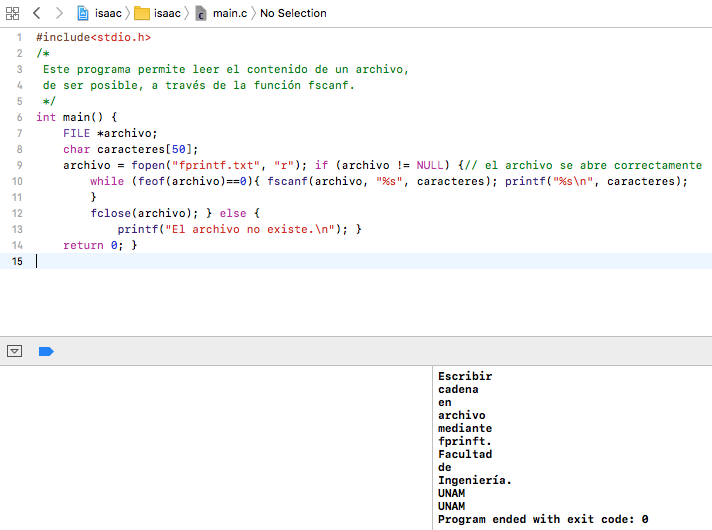 isaac isaac main.c No Selection
1 #include<stdio.h>
2 /*
3 Este programa permite leer el contenido de un archivo,
4 de ser posible, a través de la función fscanf.
5 */
6 int main() {
7 FILE *archivo;
8 char caracteres[50];
9 archivo = fopen("fprintf.txt", "r"); if (archivo != NULL) {// el archivo se abre correctamente
10 while (feof(archivo)==0){ fscanf(archivo, "%s", caracteres); printf("%s\n", caracteres);
11 }
12 fclose(archivo); } else {
13 printf("El archivo no existe.\n"); }
14 return 0; }
15
Escribir
cadena
en
archivo
mediante
fprinft.
Facultad
de
Ingeniería.
UNAM
UNAM
Program ended with exit code: 0